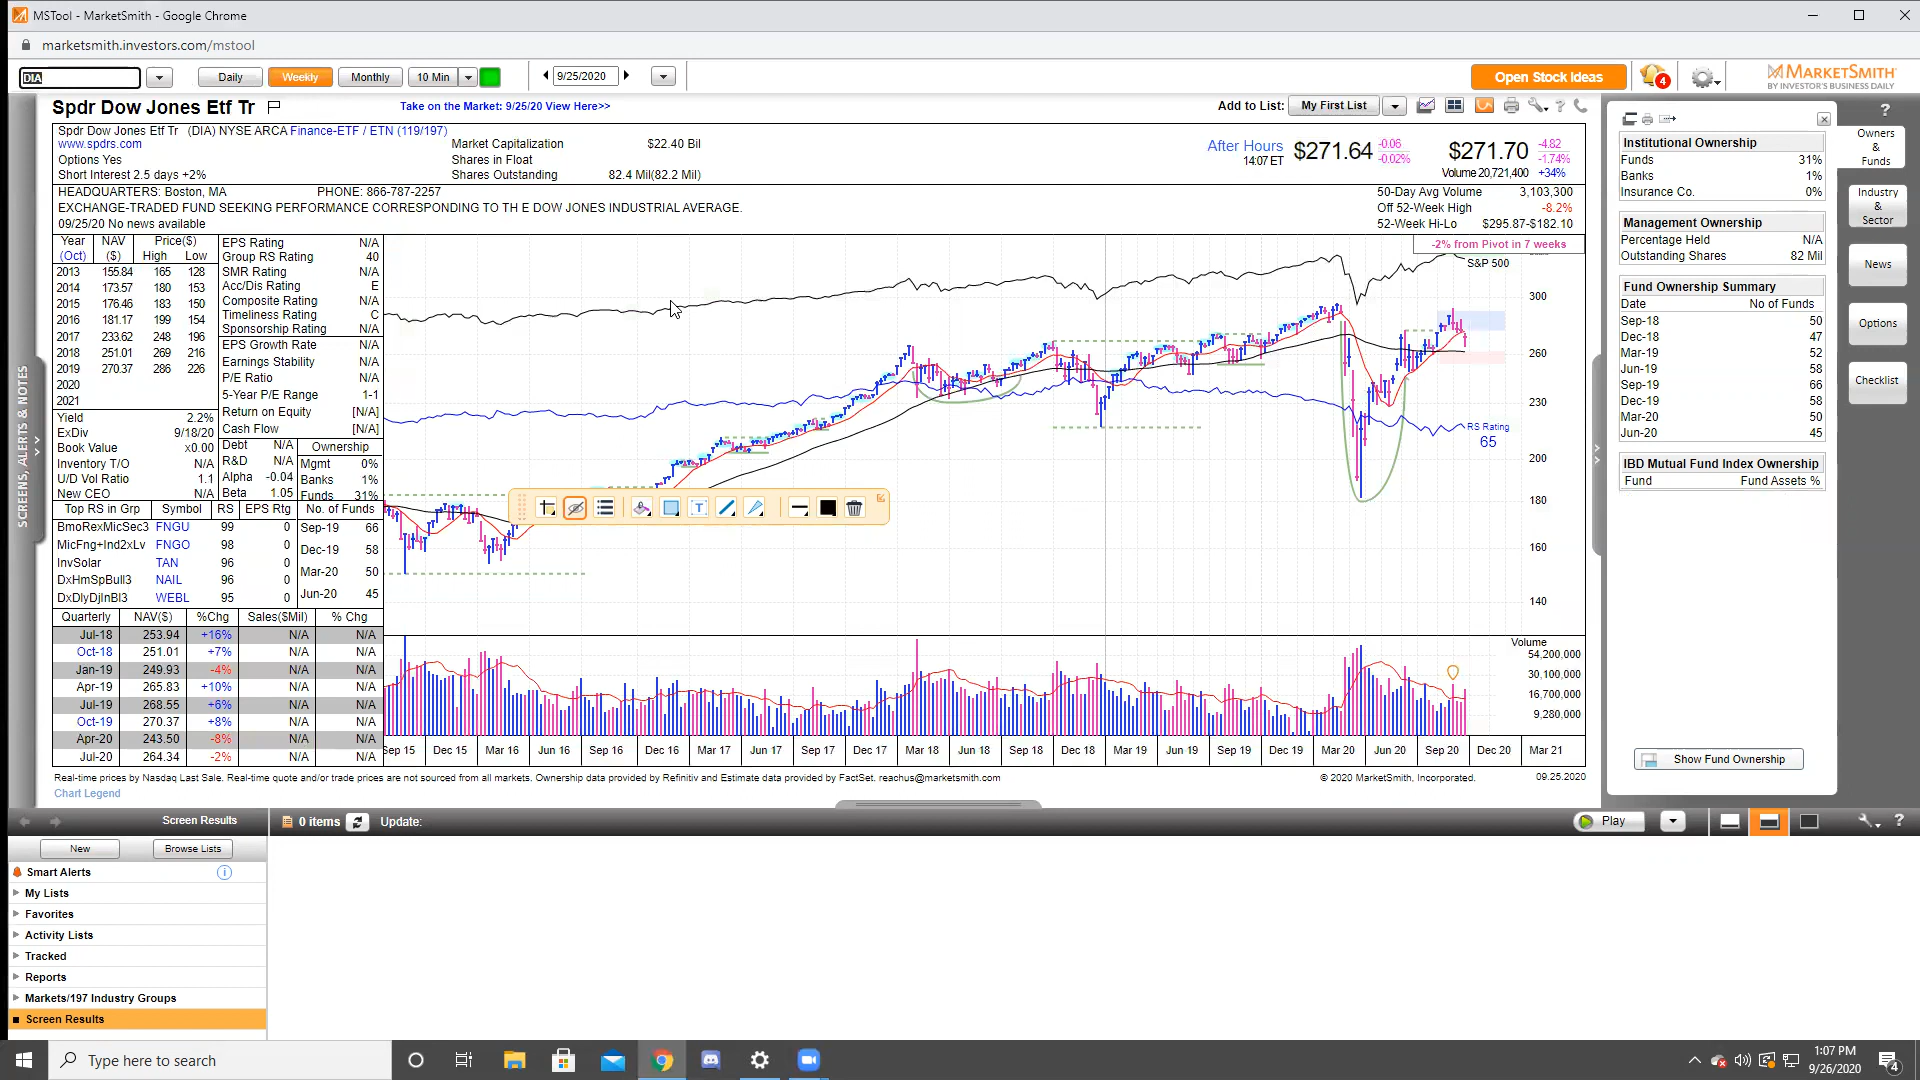 MSTool - MarketSmith - Google Chrome
marketsmith.investors.com/mstool
DIA
Daily
Weekly
Monthly
10 Min
9/25/2020
Open Stock Ideas
4
MARKETSMITH
BY INVESTOR'S BUSINESS DAILY
Spdr Dow Jones Etf Tr
Take on the Market: 9/25/20 View Here>>
Add to List:
My First List
Spdr Dow Jones Etf Tr (DIA) NYSE ARCA Finance-ETF / ETN (119/197)
www.spdrs.com
Options Yes
Short Interest 2.5 days +2%
Market Capitalization $22.40 Bil
Shares in Float
Shares Outstanding 82.4 Mil(82.2 Mil)
After Hours
14:07 ET
$271.64 -0.06 -0.02%
$271.70 -4.82 -1.74%
Volume 20,721,400 +34%
HEADQUARTERS: Boston, MA PHONE: 866-787-2257
EXCHANGE-TRADED FUND SEEKING PERFORMANCE CORRESPONDING TO TH E DOW JONES INDUSTRIAL AVERAGE.
09/25/20 No news available
50-Day Avg Volume 3,103,300
Off 52-Week High -8.2%
52-Week Hi-Lo $295.87-$182.10
Year NAV Price($)
(Oct) ($) High Low
2013 155.84 165 128
2014 173.57 180 153
2015 176.46 183 150
2016 181.17 199 154
2017 233.62 248 196
2018 251.01 269 216
2019 270.37 286 226
2020
2021
Yield 2.2%
ExDiv 9/18/20
Book Value x0.00
Inventory T/O N/A
U/D Vol Ratio 1.1
New CEO N/A
EPS Rating N/A
Group RS Rating 40
SMR Rating N/A
Acc/Dis Rating E
Composite Rating N/A
Timeliness Rating C
Sponsorship Rating N/A
EPS Growth Rate N/A
Earnings Stability N/A
P/E Ratio N/A
5-Year P/E Range 1-1
Return on Equity [N/A]
Cash Flow [N/A]
Debt N/A
R&D N/A
Alpha -0.04
Beta 1.05
Ownership
Mgmt 0%
Banks 1%
Funds 31%
Top RS in Grp Symbol RS EPS Rtg
BmoRexMicSec3 FNGU 99 0
MicFng+Ind2xLv FNGO 98 0
InvSolar TAN 96 0
DxHmSpBull3 NAIL 96 0
DxDlyDjInBl3 WEBL 95 0
No. of Funds
Sep-19 66
Dec-19 58
Mar-20 50
Jun-20 45
Quarterly NAV($) %Chg Sales($Mil) % Chg
Jul-18 253.94 +16% N/A N/A
Oct-18 251.01 +7% N/A N/A
Jan-19 249.93 -4% N/A N/A
Apr-19 265.83 +10% N/A N/A
Jul-19 268.55 +6% N/A N/A
Oct-19 270.37 +8% N/A N/A
Apr-20 243.50 -8% N/A N/A
Jul-20 264.34 -2% N/A N/A
-2% from Pivot in 7 weeks
S&P 500
300
260
230
RS Rating
65
200
180
160
140
T
Volume
54,200,000
30,100,000
16,700,000
9,280,000
Sep 15 Dec 15 Mar 16 Jun 16 Sep 16 Dec 16 Mar 17 Jun 17 Sep 17 Dec 17 Mar 18 Jun 18 Sep 18 Dec 18 Mar 19 Jun 19 Sep 19 Dec 19 Mar 20 Jun 20 Sep 20 Dec 20 Mar 21
Real-time prices by Nasdaq Last Sale. Real-time quote and/or trade prices are not sourced from all markets. Ownership data provided by Refinitiv and Estimate data provided by FactSet. reachus@marketsmith.com
© 2020 MarketSmith, Incorporated.
09.25.2020
Chart Legend
SCREENS, ALERTS & NOTES
Institutional Ownership
Funds 31%
Banks 1%
Insurance Co. 0%
Management Ownership
Percentage Held N/A
Outstanding Shares 82 Mil
Fund Ownership Summary
Date No of Funds
Sep-18 50
Dec-18 47
Mar-19 52
Jun-19 58
Sep-19 66
Dec-19 58
Mar-20 50
Jun-20 45
IBD Mutual Fund Index Ownership
Fund Fund Assets %
Show Fund Ownership
?
Owners
&
Funds
Industry
&
Sector
News
Options
Checklist
Screen Results
0 items
Update:
Play
?
New
Browse Lists
Smart Alerts
My Lists
Favorites
Activity Lists
Tracked
Reports
Markets/197 Industry Groups
Screen Results
Type here to search
1:07 PM
9/26/2020
4